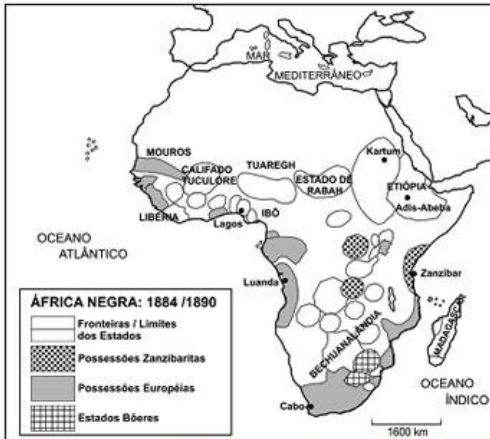 MAR
MEDITERRÂNEO
MOUROS
CALIFADO
TUCULORE
TUAREGH
ESTADO DE
RABAH
Kartum
ETIÓPIA
Adis-Abeba
LIBÉRIA
Lagos
IBÔ
OCEANO
ATLÂNTICO
Luanda
Zanzibar
BECHUANALÂNDIA
MADAGASCAR
OCEANO
ÍNDICO
Cabo
1600 km
ÁFRICA NEGRA: 1884 /1890
Fronteiras / Limites
dos Estados
Possessões Zanzibaritas
Possessões Européias
Estados Bôeres